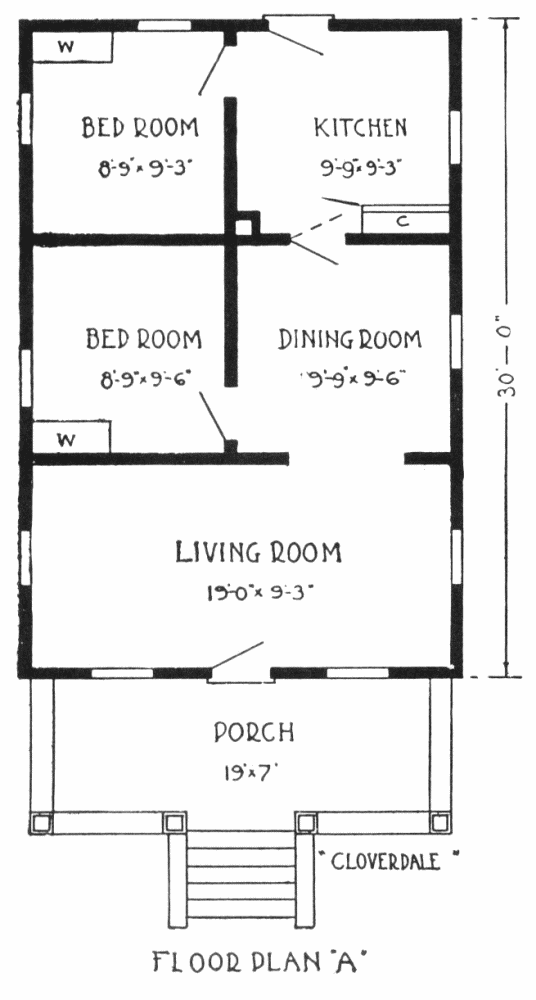 W
BED ROOM
8'-9" x 9'-3"
KITCHEN
9'-9" x 9'-3"
C
BED ROOM
8'-9" x 9'-6"
W
DINING ROOM
9'-9" x 9'-6"
30'-0"
LIVING ROOM
19'-0" x 9'-3"
PORCH
19' x 7'
"CLOVERDALE"
FLOOR PLAN "A"